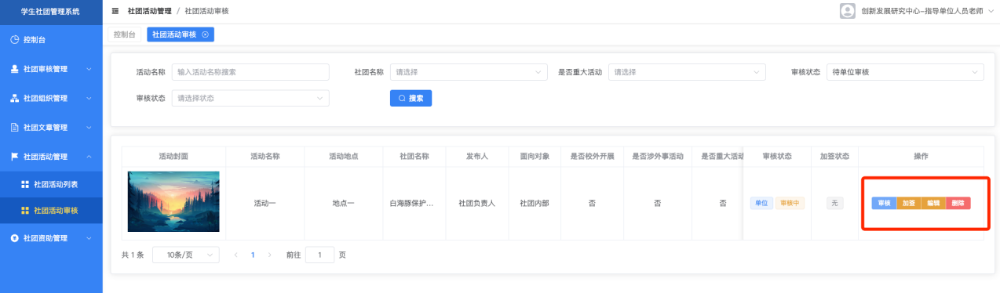 学生社团管理系统
社团活动管理 / 社团活动审核
创新发展研究中心-指导单位人员老师
控制台
社团审核管理
社团组织管理
社团文章管理
社团活动管理
社团活动列表
社团活动审核
社团资助管理
控制台 社团活动审核
活动名称 输入活动名称搜索 社团名称 请选择 是否重大活动 请选择 审核状态 待单位审核
审核状态 请选择状态 搜索
活动封面 活动名称 活动地点 社团名称 发布人 面向对象 是否校外开展 是否涉外事活动 是否重大活动 审核状态 加签状态 操作
活动一 地点一 白海豚保护... 社团负责人 社团内部 否 否 否 单位 审核中 无 审核 加签 编辑 删除
共 1 条 10条/页 1 前往 1 页